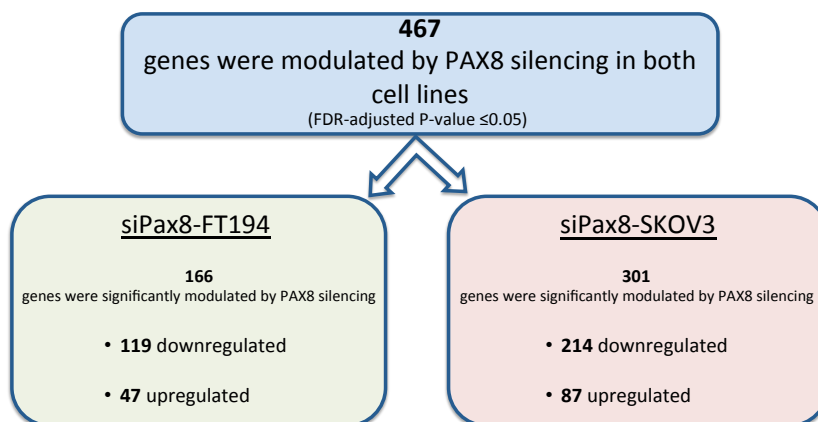 467
genes were modulated by PAX8 silencing in both
cell lines
(FDR-adjusted P-value ≤0.05)
siPax8-FT194
166
genes were significantly modulated by PAX8 silencing
• 119 downregulated
• 47 upregulated
siPax8-SKOV3
301
genes were significantly modulated by PAX8 silencing
• 214 downregulated
• 87 upregulated